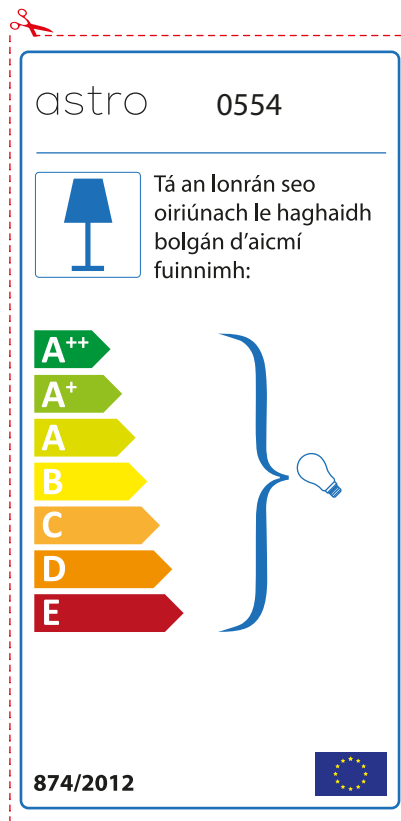 astro 0554
Tá an lonrán seo
oiriúnach le haghaidh
bolgán d'aicmí
fuinnimh:
A++
A+
A
B
C
D
E
874/2012